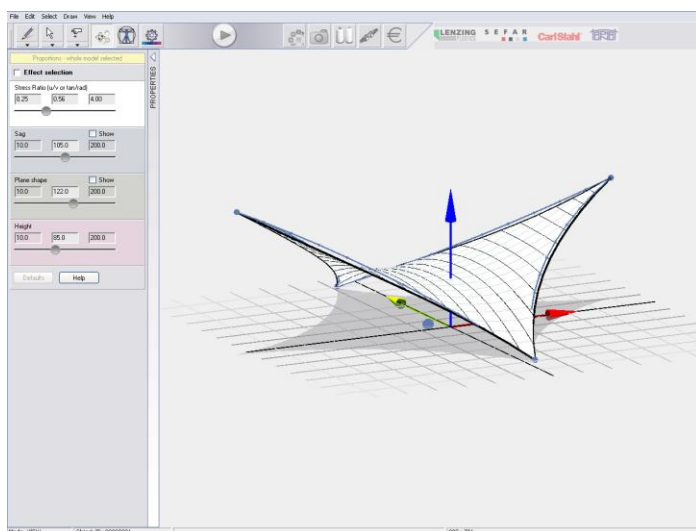 File Edit Select Draw View Help
LENZING SEFAR Carl Stahl
Proportions: whole model selected
Effect selection
PROPERTIES
Stress Ratio (u/v or tan/rad)
0.25 0.56 4.00
Sag Show
10.0 105.0 200.0
Plane shape Show
10.0 122.0 200.0
Height
10.0 85.0 200.0
Defaults Help